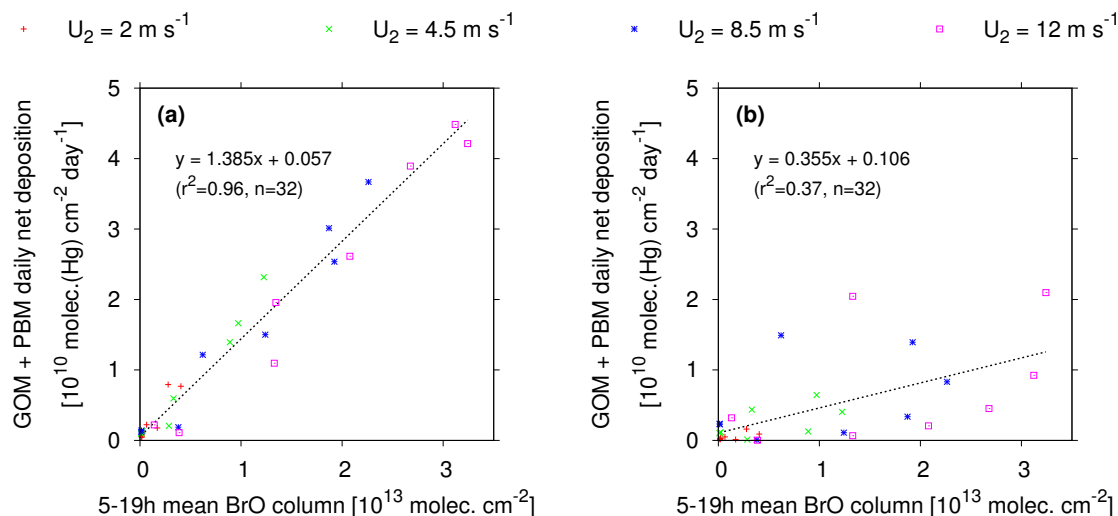 U2 = 2 m s-1
U2 = 4.5 m s-1
U2 = 8.5 m s-1
U2 = 12 m s-1
(a)
y = 1.385x + 0.057
(r2=0.96, n=32)
GOM + PBM daily net deposition
[10^10 molec.(Hg) cm-2 day-1]
5
4
3
2
1
0
0
1
2
3
5-19h mean BrO column [10^13 molec. cm-2]
(b)
y = 0.355x + 0.106
(r2=0.37, n=32)
GOM + PBM daily net deposition
[10^10 molec.(Hg) cm-2 day-1]
5
4
3
2
1
0
0
1
2
3
5-19h mean BrO column [10^13 molec. cm-2]